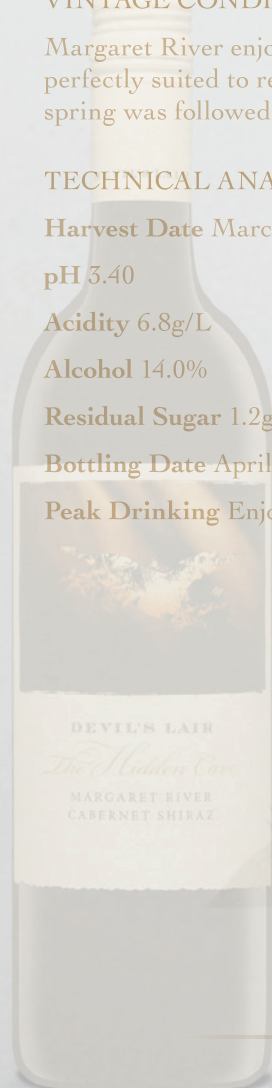 VINTAGE CONDI
Margaret River enjo
perfectly suited to re
spring was followed
TECHNICAL ANA
Harvest Date Marc
pH 3.40
Acidity 6.8g/L
Alcohol 14.0%
Residual Sugar 1.2g
Bottling Date April
Peak Drinking Enjo
DEVIL'S LAIR
The Hidden Cave
MARGARET RIVER
CABERNET SHIRAZ